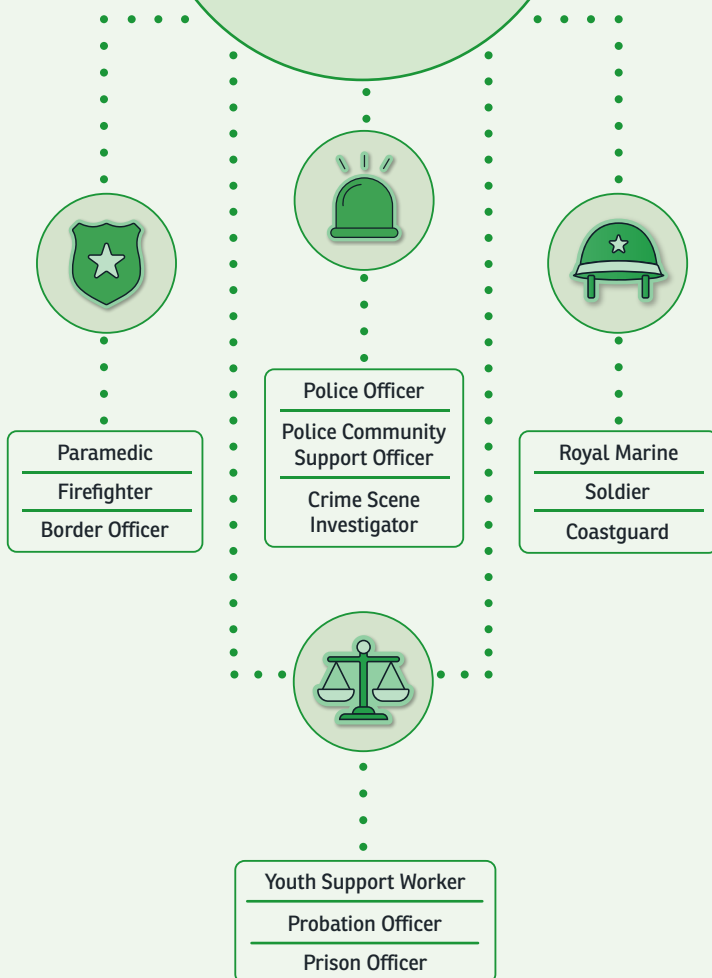 Police Officer
Police Community
Support Officer
Crime Scene
Investigator
Paramedic
Firefighter
Border Officer
Royal Marine
Soldier
Coastguard
Youth Support Worker
Probation Officer
Prison Officer